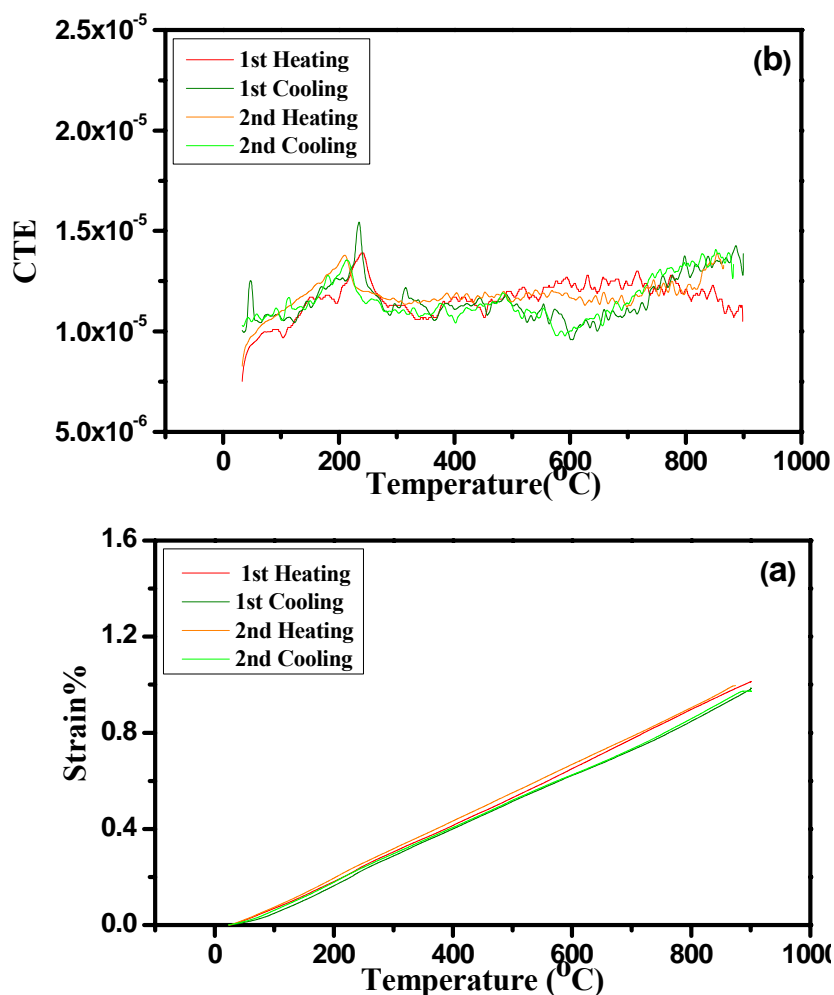 2.5x10⁻⁵
(b)
1st Heating
1st Cooling
2nd Heating
2nd Cooling
2.0x10⁻⁵
CTE
1.5x10⁻⁵
1.0x10⁻⁵
5.0x10⁻⁶
0 200 400 600 800 1000
Temperature(⁰C)
1.6
(a)
1st Heating
1st Cooling
2nd Heating
2nd Cooling
1.2
Strain%
0.8
0.4
0.0
0 200 400 600 800 1000
Temperature (⁰C)